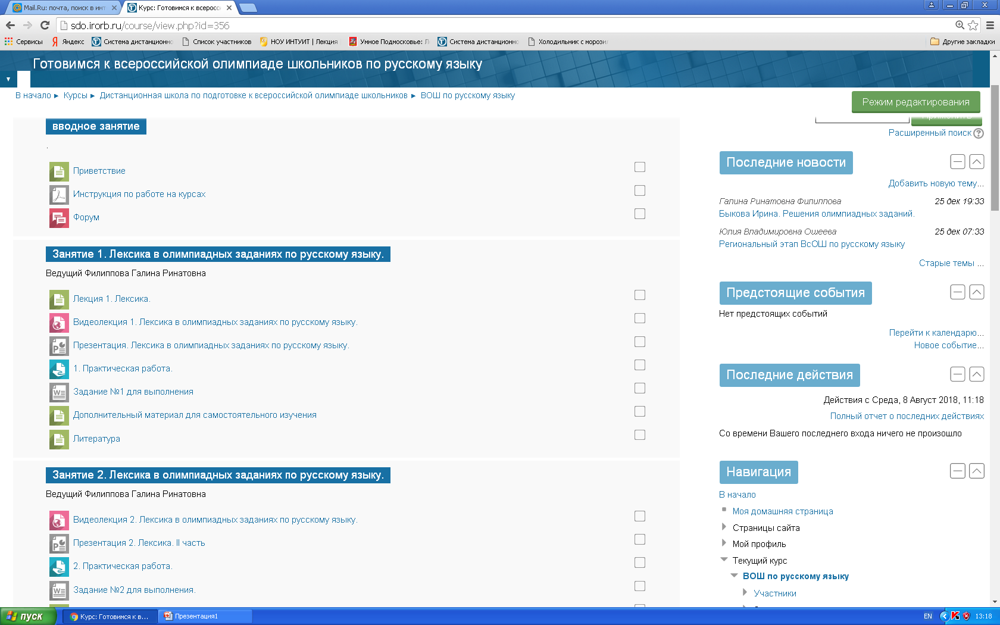 Mail.Ru: почта, поиск в инт
Курс: Готовимся к всеросс
sdo.irorb.ru/course/view.php?id=356
Сервисы
Яндекс
Система дистанционно
Список участников
НОУ ИНТУИТ | Лекция
Умное Подмосковье: Л
Система дистанционно
Холодильник с морозил
Другие закладки
Готовимся к всероссийской олимпиаде школьников по русскому языку
В начало ► Курсы ► Дистанционная школа по подготовке к всероссийской олимпиаде школьников ► ВОШ по русскому языку
Режим редактирования
вводное занятие
.
Приветствие
Инструкция по работе на курсах
Форум
Занятие 1. Лексика в олимпиадных заданиях по русскому языку.
Ведущий Филиппова Галина Ринатовна
Лекция 1. Лексика.
Видеолекция 1. Лексика в олимпиадных заданиях по русскому языку.
Презентация. Лексика в олимпиадных заданиях по русскому языку.
1. Практическая работа.
Задание №1 для выполнения
Дополнительный материал для самостоятельного изучения
Литература
Занятие 2. Лексика в олимпиадных заданиях по русскому языку.
Ведущий Филиппова Галина Ринатовна
Видеолекция 2. Лексика в олимпиадных заданиях по русскому языку.
Презентация 2. Лексика. II часть
2. Практическая работа.
Задание №2 для выполнения.
Применить
Расширенный поиск
Последние новости
Добавить новую тему...
Галина Ринатовна Филиппова 25 дек 19:33
Быкова Ирина. Решения олимпиадных заданий.
Юлия Владимировна Ошеева 25 дек 07:33
Региональный этап ВсОШ по русскому языку
Старые темы ...
Предстоящие события
Нет предстоящих событий
Перейти к календарю...
Новое событие...
Последние действия
Действия с Среда, 8 Август 2018, 11:18
Полный отчет о последних действиях
Со времени Вашего последнего входа ничего не произошло
Навигация
В начало
Моя домашняя страница
Страницы сайта
Мой профиль
Текущий курс
ВОШ по русскому языку
Участники
пуск
Курс: Готовимся к в...
Презентация1
EN
13:18